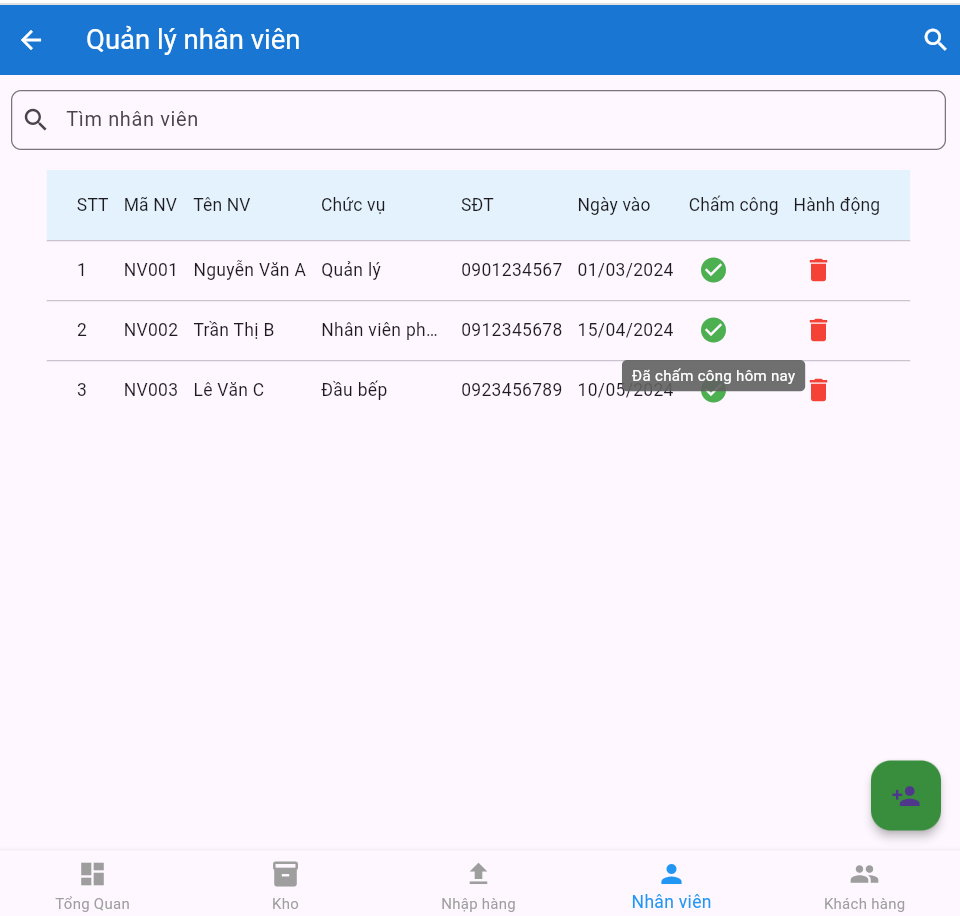 Quản lý nhân viên
Tìm nhân viên
STT Mã NV Tên NV Chức vụ SĐT Ngày vào Chấm công Hành động
1 NV001 Nguyễn Văn A Quản lý 0901234567 01/03/2024
2 NV002 Trần Thị B Nhân viên ph... 0912345678 15/04/2024
Đã chấm công hôm nay
3 NV003 Lê Văn C Đầu bếp 0923456789 10/05/2024
Tổng Quan Kho Nhập hàng Nhân viên Khách hàng